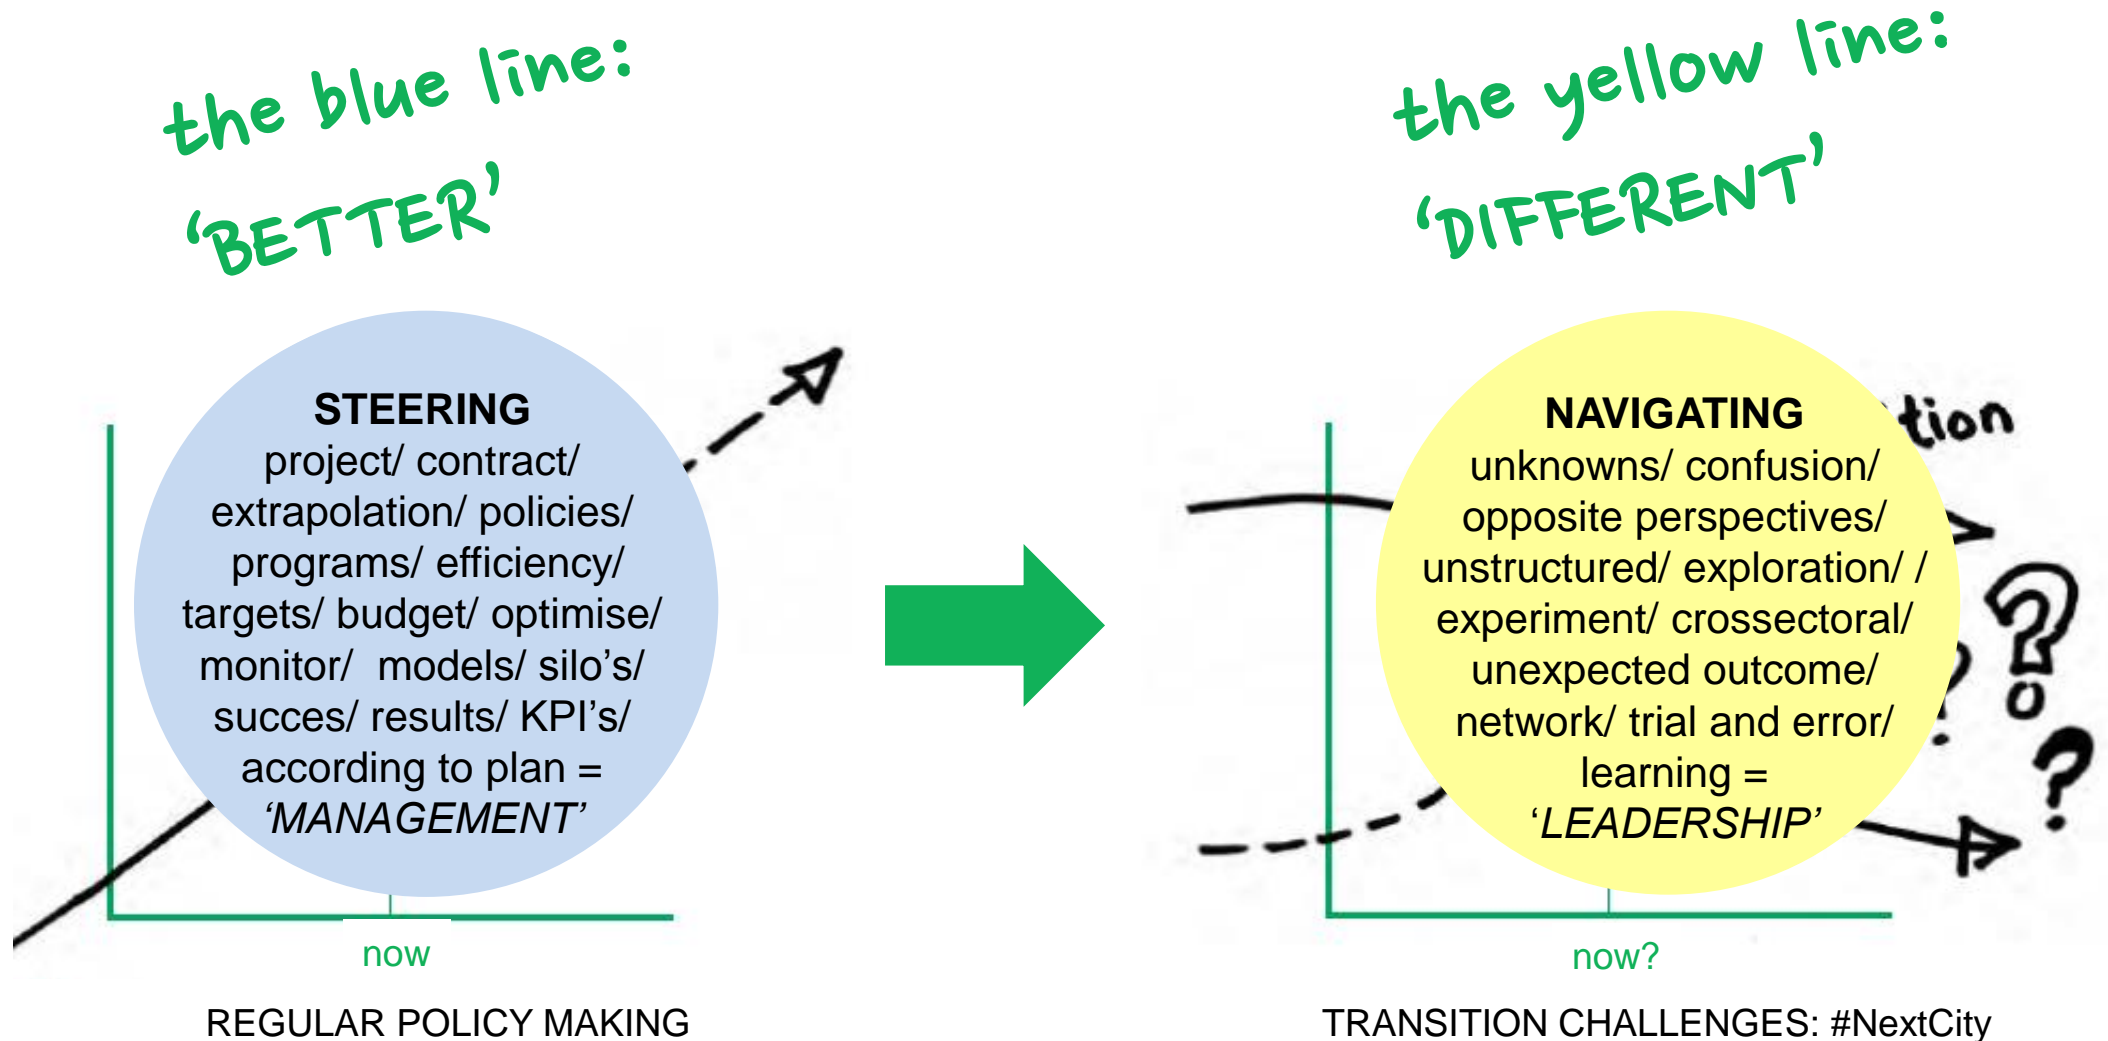 the blue line:
'BETTER'
STEERING
project/ contract/
extrapolation/ policies/
programs/ efficiency/
targets/ budget/ optimise/
monitor/  models/ silo’s/
succes/ results/ KPI’s/
according to plan =
‘MANAGEMENT’
now
REGULAR POLICY MAKING
the yellow line:
'DIFFERENT'
NAVIGATING
unknowns/ confusion/
opposite perspectives/
unstructured/ exploration/ /
experiment/ crossectoral/
unexpected outcome/
network/ trial and error/
learning =
‘LEADERSHIP’
tion
?
?
?
now?
TRANSITION CHALLENGES: #NextCity